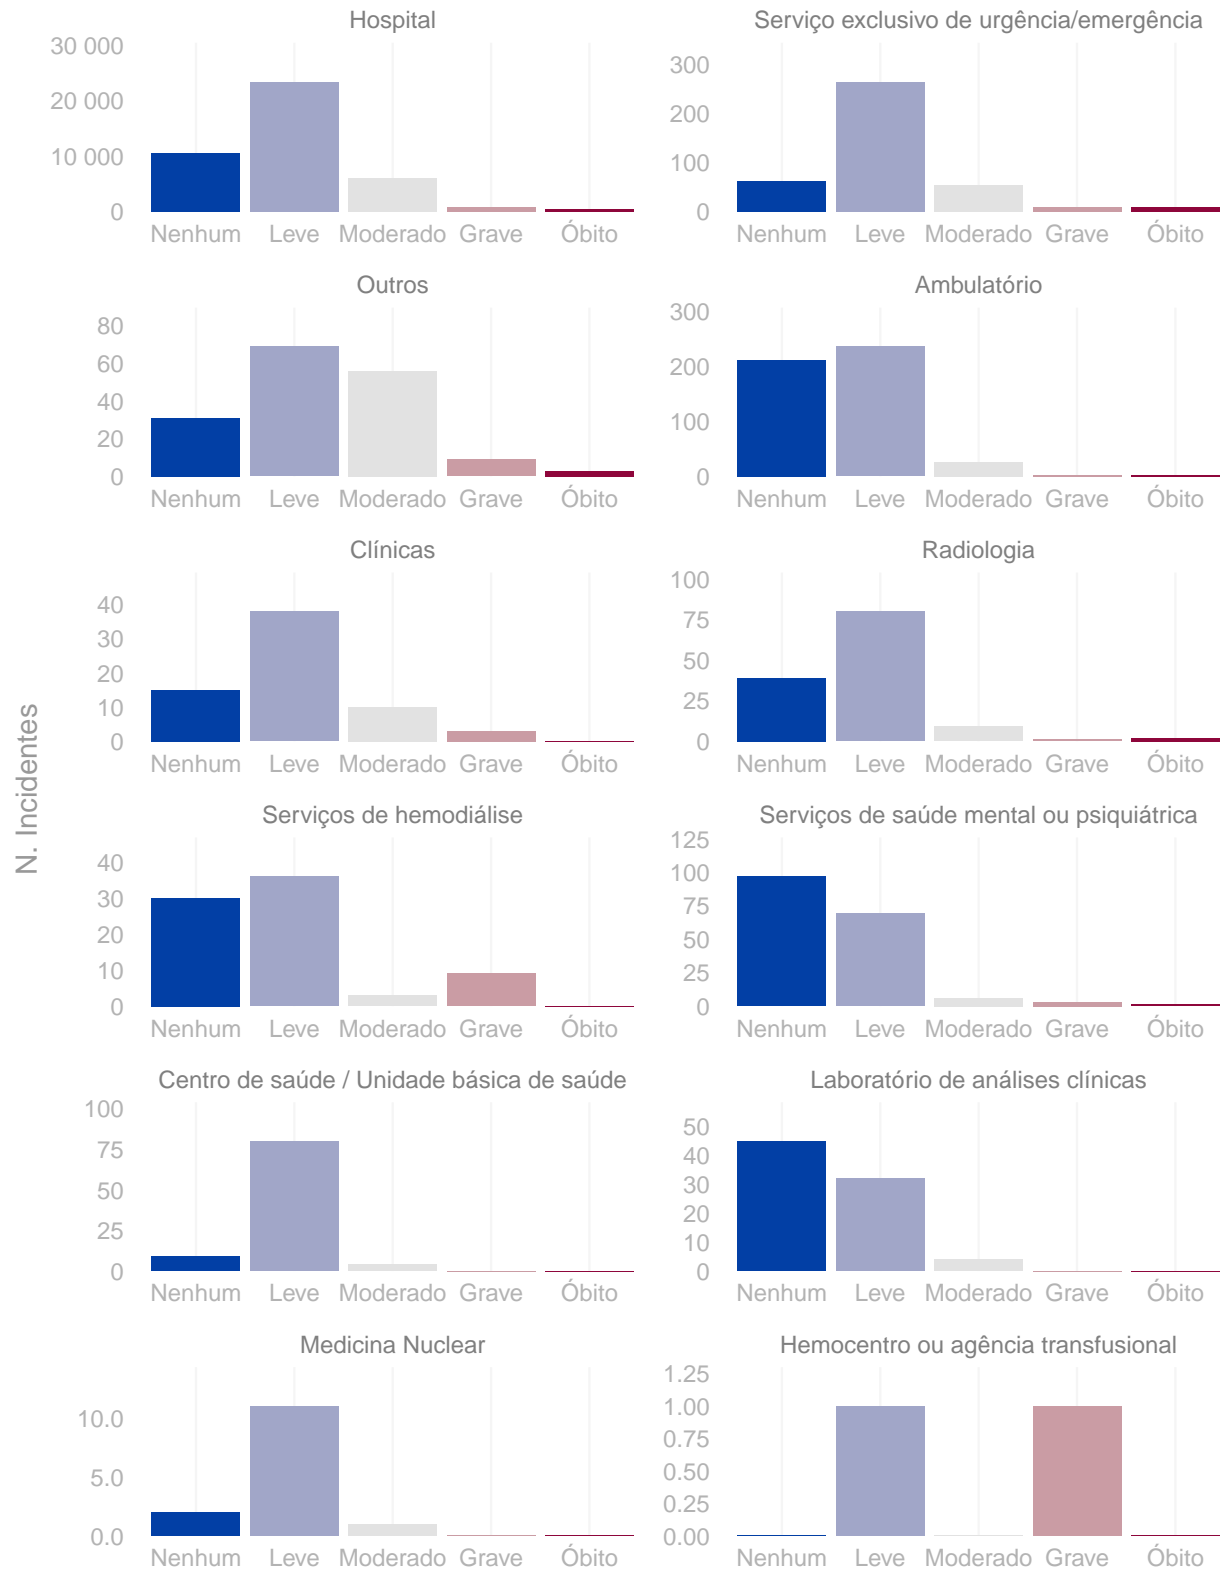 Hospital
30 000
20 000
10 000
0
Nenhum Leve Moderado Grave Óbito
Serviço exclusivo de urgência/emergência
300
200
100
0
Nenhum Leve Moderado Grave Óbito
Outros
80
60
40
20
0
Nenhum Leve Moderado Grave Óbito
Ambulatório
300
200
100
0
Nenhum Leve Moderado Grave Óbito
Clínicas
40
30
20
10
0
Nenhum Leve Moderado Grave Óbito
Radiologia
100
75
50
25
0
Nenhum Leve Moderado Grave Óbito
N. Incidentes
Serviços de hemodiálise
40
30
20
10
0
Nenhum Leve Moderado Grave Óbito
Serviços de saúde mental ou psiquiátrica
125
100
75
50
25
0
Nenhum Leve Moderado Grave Óbito
Centro de saúde / Unidade básica de saúde
100
75
50
25
0
Nenhum Leve Moderado Grave Óbito
Laboratório de análises clínicas
50
40
30
20
10
0
Nenhum Leve Moderado Grave Óbito
Medicina Nuclear
10.0
5.0
0.0
Nenhum Leve Moderado Grave Óbito
Hemocentro ou agência transfusional
1.25
1.00
0.75
0.50
0.25
0.00
Nenhum Leve Moderado Grave Óbito